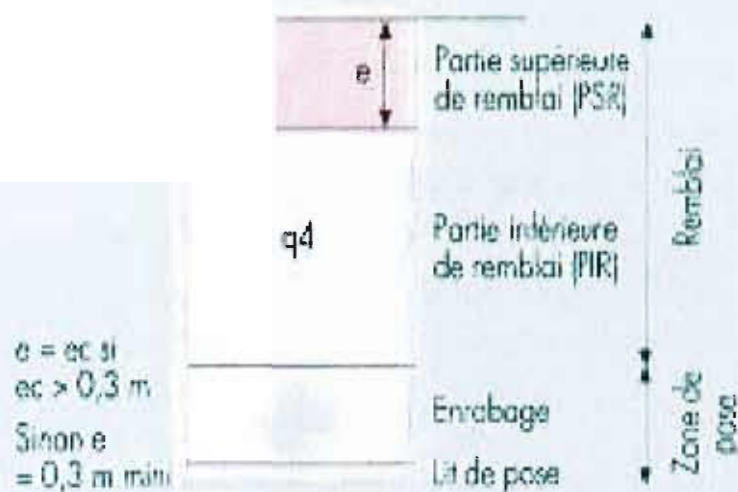 e
Partie supérieure
de remblai (PSR)
Remblai
q4
Partie inférieure
de remblai (PIR)
e = ec si
ec > 0,3 m
Sinon e
= 0,3 m mini
Enrobage
Lit de pose
Zone de
pose